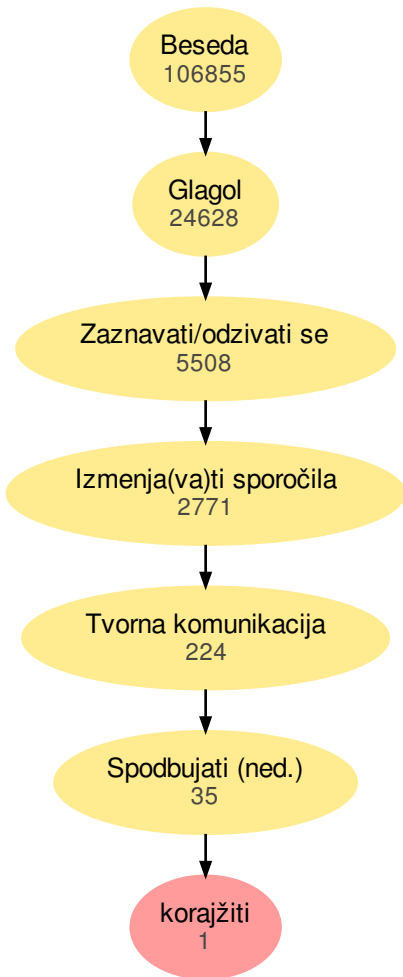 Beseda
106855
Glagol
24628
Zaznavati/odzivati se
5508
Izmenja(va)ti sporočila
2771
Tvorna komunikacija
224
Spodbujati (ned.)
35
korajžiti
1